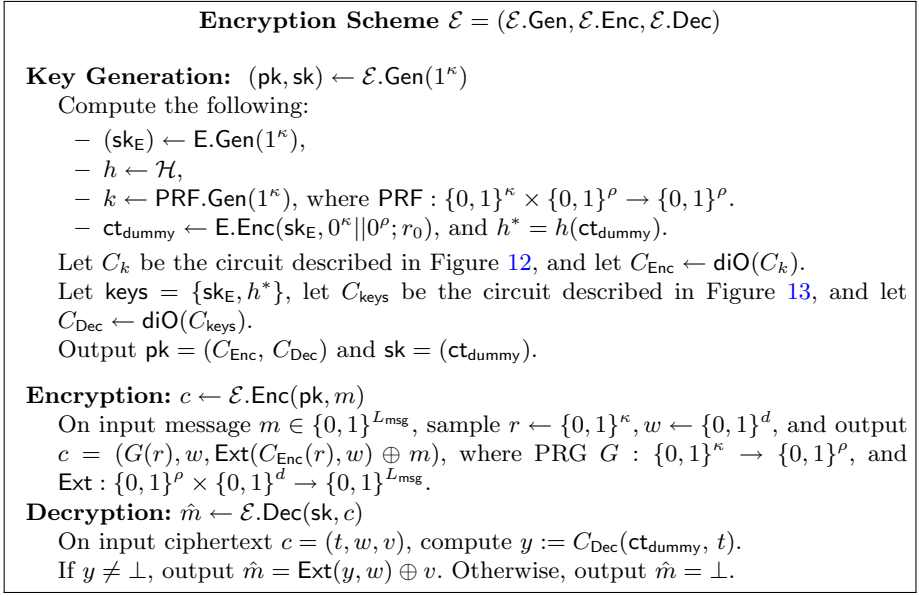 Encryption Scheme ℰ = (ℰ.Gen, ℰ.Enc, ℰ.Dec)
Key Generation: (pk, sk) ← ℰ.Gen(1^κ)
Compute the following:
– (sk_E) ← E.Gen(1^κ),
– h ← ℋ,
– k ← PRF.Gen(1^κ), where PRF : {0, 1}^κ × {0, 1}^ρ → {0, 1}^ρ.
– ct_dummy ← E.Enc(sk_E, 0^κ||0^ρ; r_0), and h* = h(ct_dummy).
Let C_k be the circuit described in Figure 12, and let C_Enc ← diO(C_k).
Let keys = {sk_E, h*}, let C_keys be the circuit described in Figure 13, and let
C_Dec ← diO(C_keys).
Output pk = (C_Enc, C_Dec) and sk = (ct_dummy).
Encryption: c ← ℰ.Enc(pk, m)
On input message m ∈ {0, 1}^{L_msg}, sample r ← {0, 1}^κ, w ← {0, 1}^d, and output
c = (G(r), w, Ext(C_Enc(r), w) ⊕ m), where PRG G : {0, 1}^κ → {0, 1}^ρ, and
Ext : {0, 1}^ρ × {0, 1}^d → {0, 1}^{L_msg}.
Decryption: m̂ ← ℰ.Dec(sk, c)
On input ciphertext c = (t, w, v), compute y := C_Dec(ct_dummy, t).
If y ≠ ⊥, output m̂ = Ext(y, w) ⊕ v. Otherwise, output m̂ = ⊥.